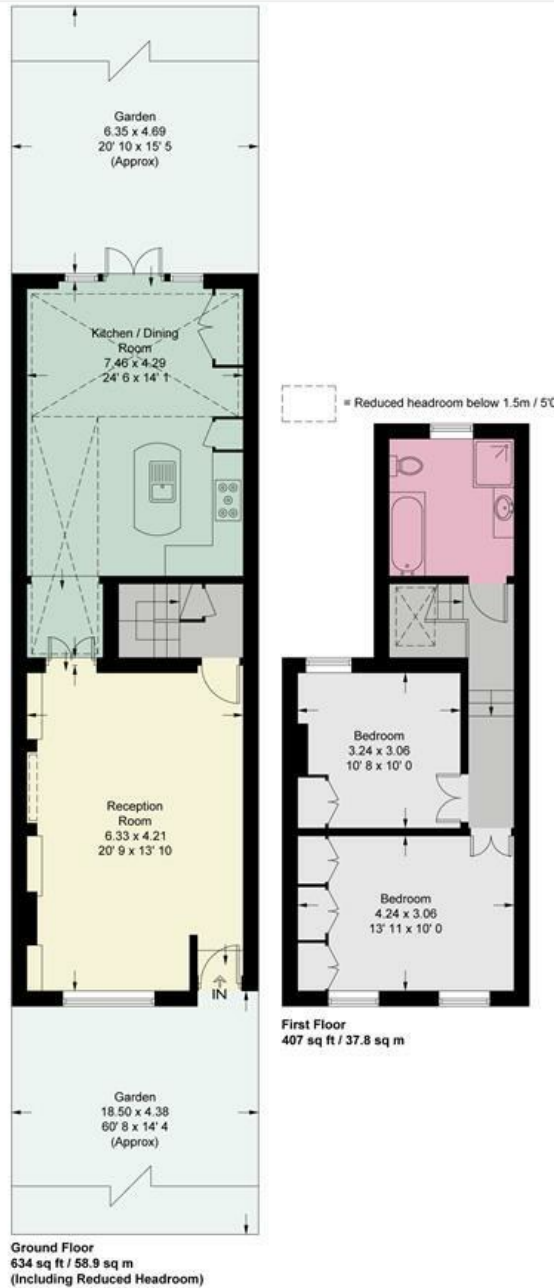 Garden
6.35 x 4.69
20' 10 x 15' 5
(Approx)
Kitchen / Dining
Room
7.46 x 4.29
24' 6 x 14' 1
= Reduced headroom below 1.5m / 5'0
Reception
Room
6.33 x 4.21
20' 9 x 13' 10
IN
Garden
18.50 x 4.38
60' 8 x 14' 4
(Approx)
Ground Floor
634 sq ft / 58.9 sq m
(Including Reduced Headroom)
Bedroom
3.24 x 3.06
10' 8 x 10' 0
Bedroom
4.24 x 3.06
13' 11 x 10' 0
First Floor
407 sq ft / 37.8 sq m